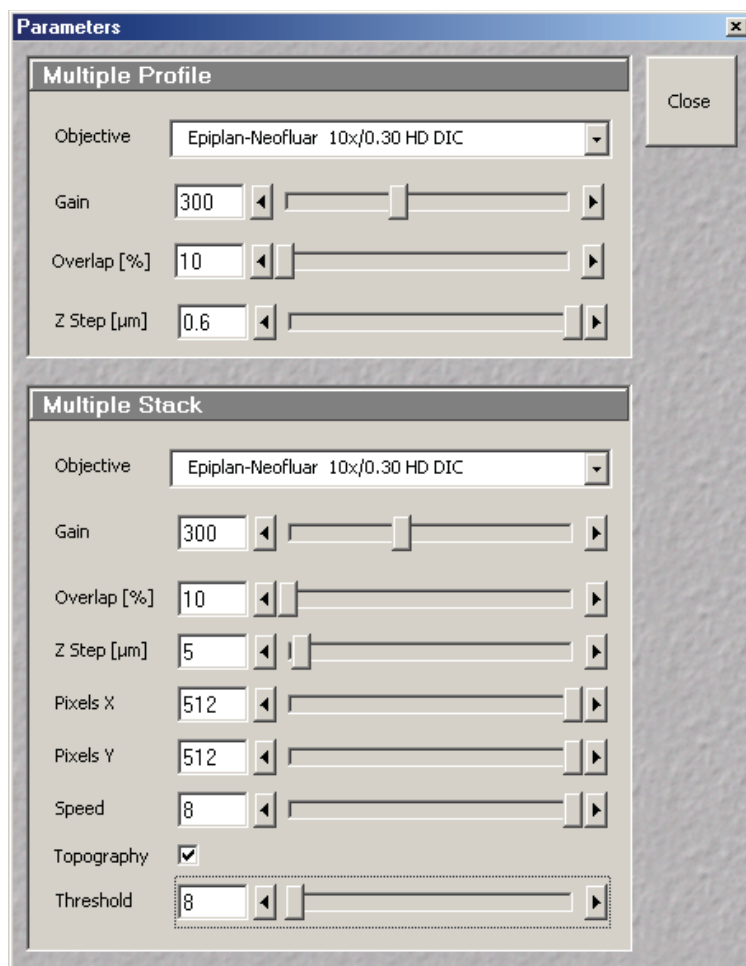 Parameters
Multiple Profile
Close
Objective Epiplan-Neofluar 10x/0.30 HD DIC
Gain 300
Overlap [%] 10
Z Step [µm] 0.6
Multiple Stack
Objective Epiplan-Neofluar 10x/0.30 HD DIC
Gain 300
Overlap [%] 10
Z Step [µm] 5
Pixels X 512
Pixels Y 512
Speed 8
Topography
Threshold 8